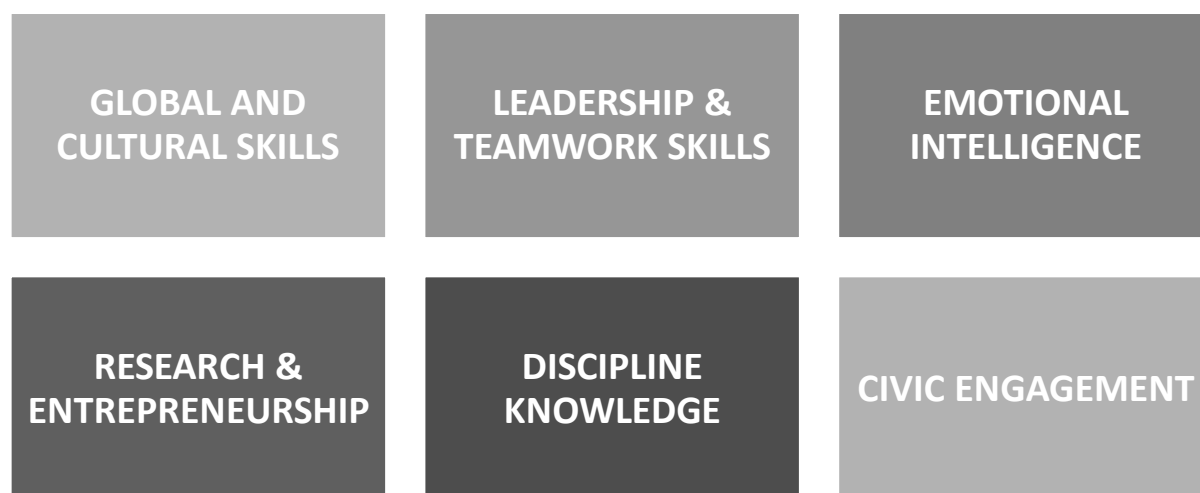 GLOBAL AND
CULTURAL SKILLS
LEADERSHIP &
TEAMWORK SKILLS
EMOTIONAL
INTELLIGENCE
RESEARCH &
ENTREPRENEURSHIP
DISCIPLINE
KNOWLEDGE
CIVIC ENGAGEMENT